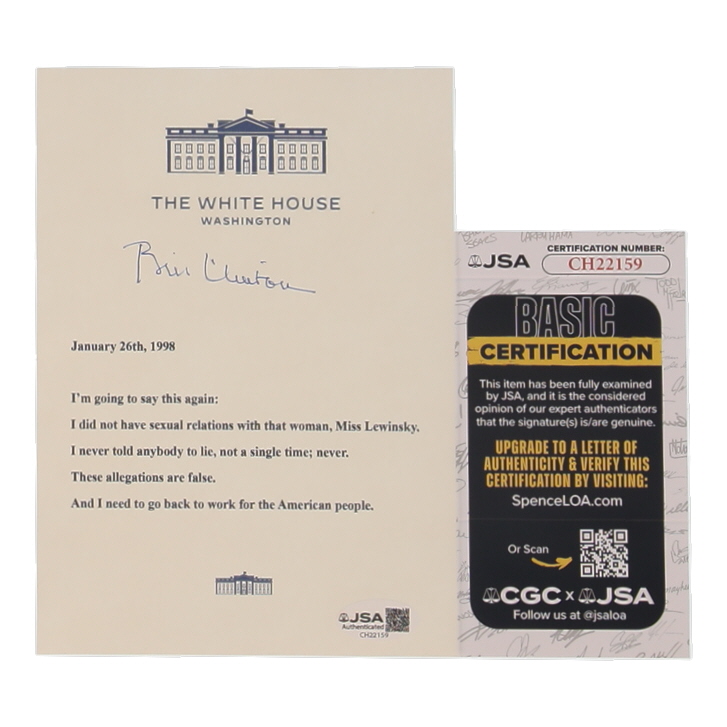 THE WHITE HOUSE
WASHINGTON
Bill Clinton
January 26th, 1998
I'm going to say this again:
I did not have sexual relations with that woman, Miss Lewinsky.
I never told anybody to lie, not a single time; never.
These allegations are false.
And I need to go back to work for the American people.
JSA
Authenticated
CH22159
JSA
CERTIFICATION NUMBER:
CH22159
BASIC
CERTIFICATION
This item has been fully examined
by JSA, and it is the considered
opinion of our expert authenticators
that the signature(s) is/are genuine.
UPGRADE TO A LETTER OF
AUTHENTICITY & VERIFY THIS
CERTIFICATION BY VISITING:
SpenceLOA.com
Or Scan
CGC x JSA
Follow us at @jsaloa